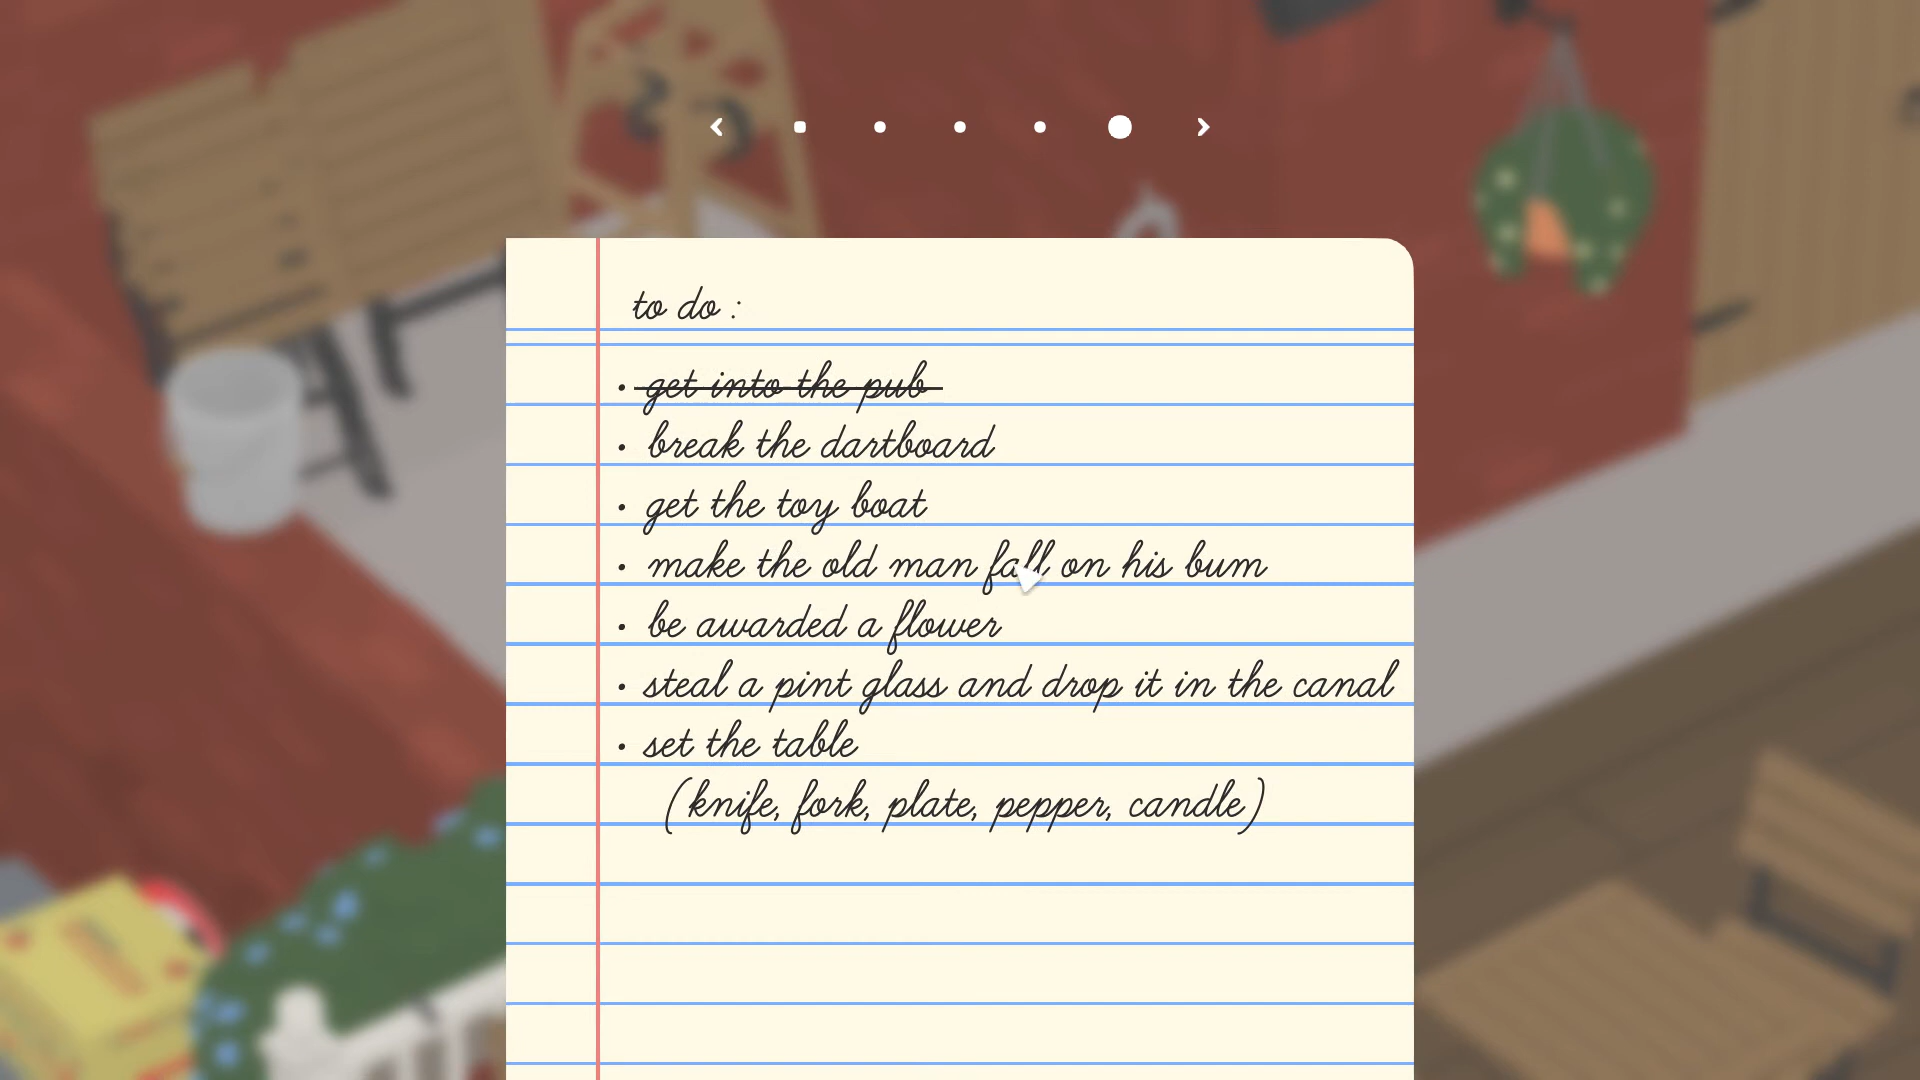 to do :
• get into the pub
• break the dartboard
• get the toy boat
• make the old man fall on his bum
• be awarded a flower
• steal a pint glass and drop it in the canal
• set the table
(knife, fork, plate, pepper, candle)